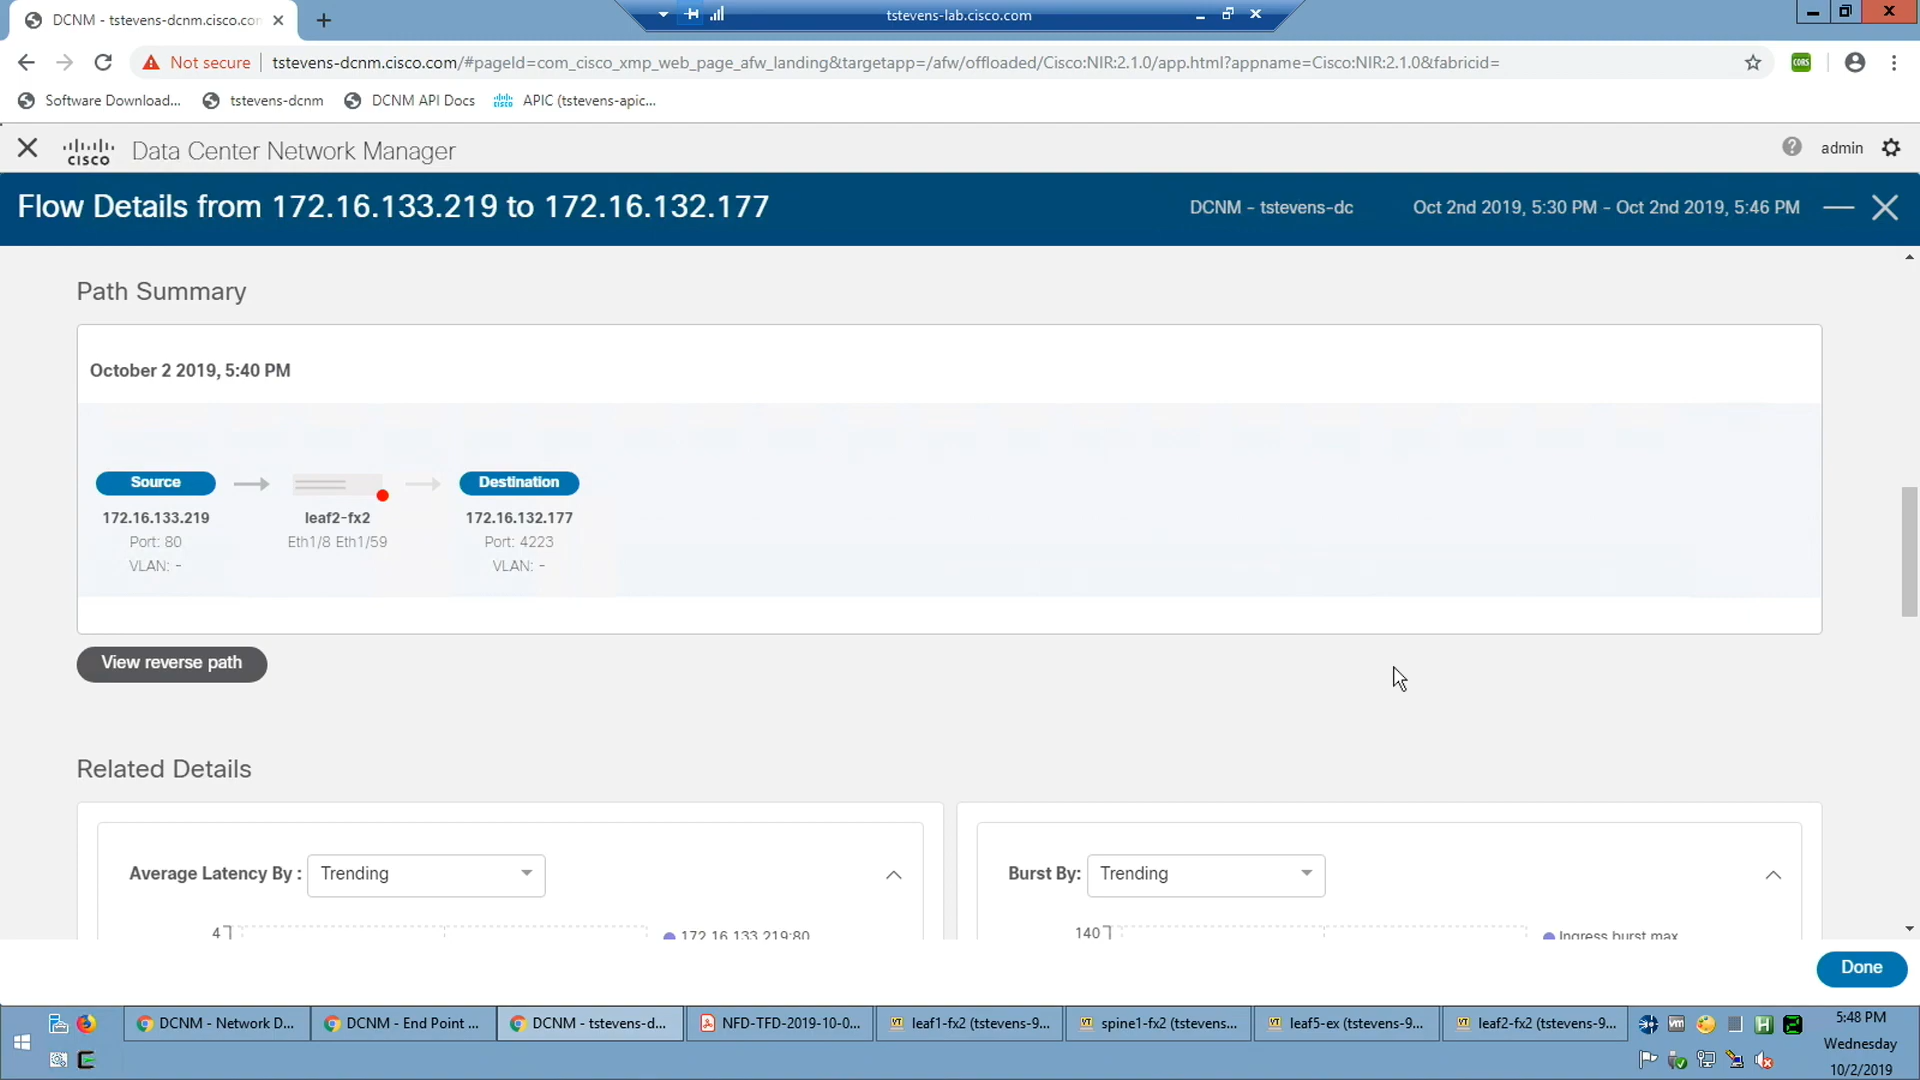 DCNM - tstevens-dcnm.cisco.co
tstevens-lab.cisco.com
Not secure
tstevens-dcnm.cisco.com/#pageId=com_cisco_xmp_web_page_afw_landing&targetapp=/afw/offloaded/Cisco:NIR:2.1.0/app.html?appname=Cisco:NIR:2.1.0&fabricid=
CORS
Software Download...
tstevens-dcnm
DCNM API Docs
APIC (tstevens-apic...
CISCO
Data Center Network Manager
admin
Flow Details from 172.16.133.219 to 172.16.132.177
DCNM - tstevens-dc
Oct 2nd 2019, 5:30 PM - Oct 2nd 2019, 5:46 PM
Path Summary
October 2 2019, 5:40 PM
Source
Destination
172.16.133.219
leaf2-fx2
172.16.132.177
Port: 80
Eth1/8 Eth1/59
Port: 4223
VLAN: -
VLAN: -
View reverse path
Related Details
Average Latency By :
Trending
Burst By:
Trending
4
172.16.133.219:80
140
Ingress burst max
Done
DCNM - Network D...
DCNM - End Point ...
DCNM - tstevens-d...
NFD-TFD-2019-10-0...
leaf1-fx2 (tstevens-9...
spine1-fx2 (tstevens...
leaf5-ex (tstevens-9...
leaf2-fx2 (tstevens-9...
5:48 PM
Wednesday
10/2/2019